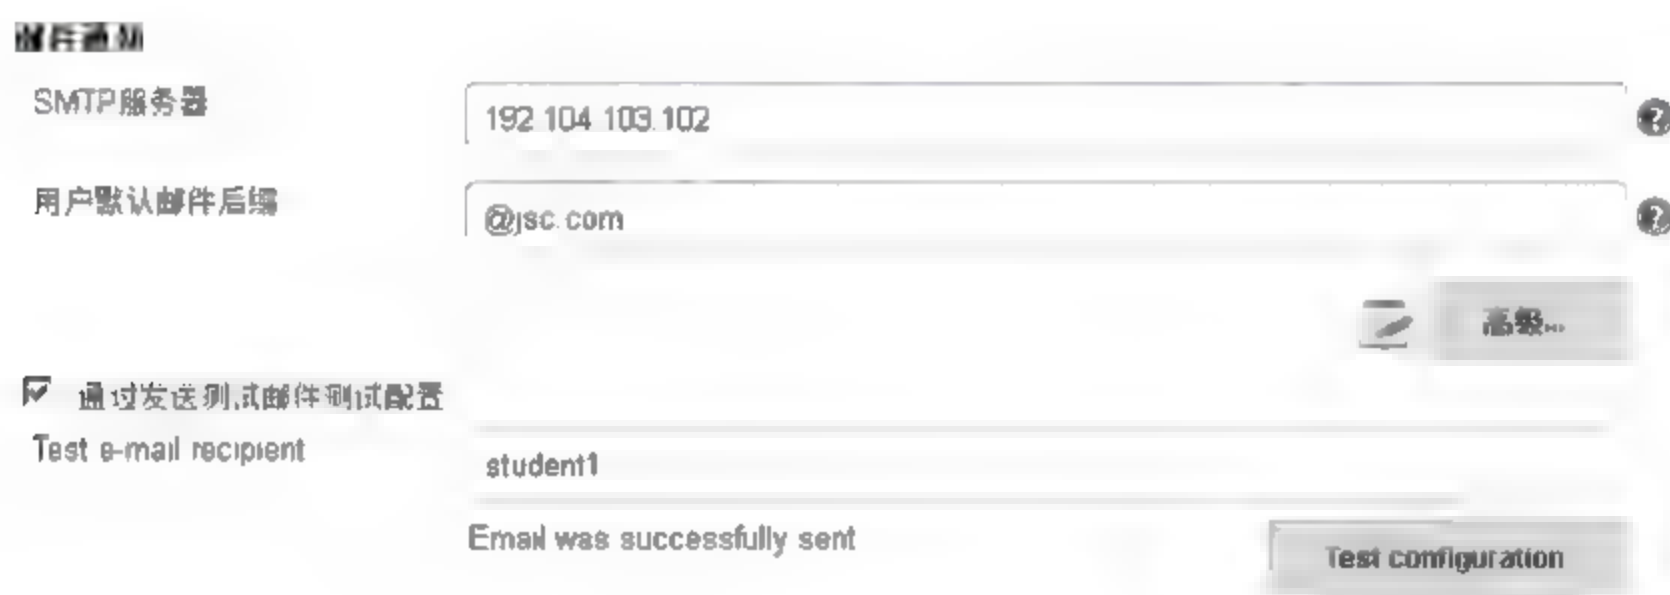 邮件通知
SMTP服务器
192.104.103.102
用户默认邮件后缀
@jsc.com
高级...
通过发送测试邮件测试配置
Test e-mail recipient
student1
Email was successfully sent
Test configuration